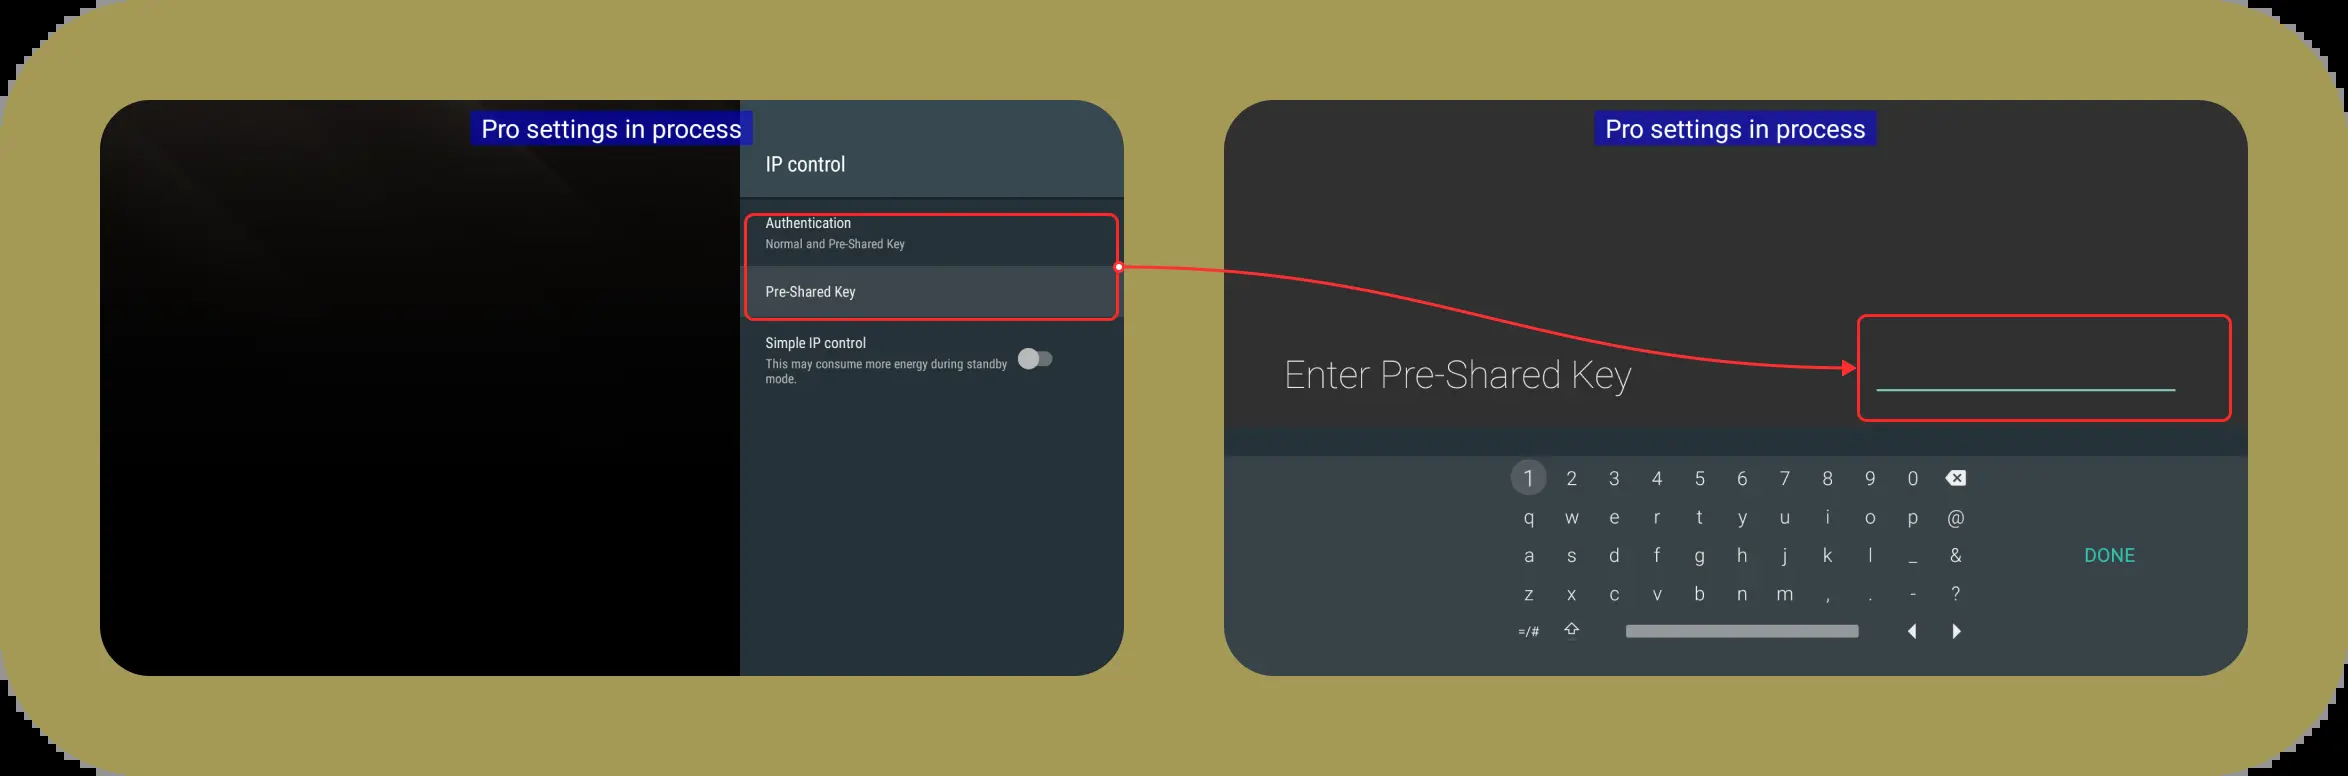 Pro settings in process
IP control
Authentication
Normal and Pre-Shared Key
Pre-Shared Key
Simple IP control
This may consume more energy during standby
mode.
Pro settings in process
Enter Pre-Shared Key
1 2 3 4 5 6 7 8 9 0
q w e r t y u i o p @
a s d f g h j k l _ &
DONE
z x c v b n m , . - ?
=/#